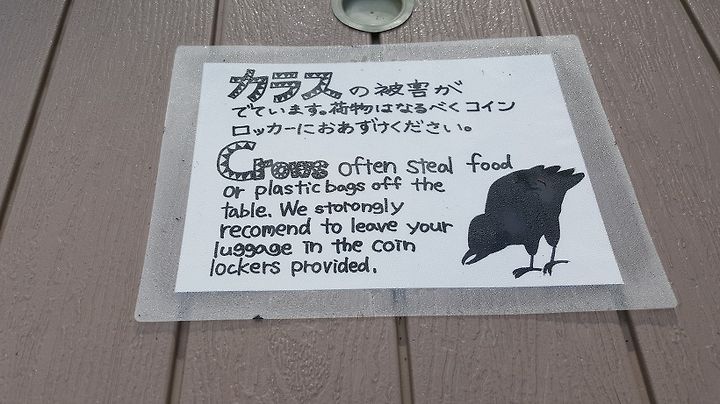 カラスの被害が
でています。荷物はなるべくコイン
ロッカーにおあずけください。
Crows often steal food
or plastic bags off the
table. We storongly
recomend to leave your
luggage in the coin
lockers provided.